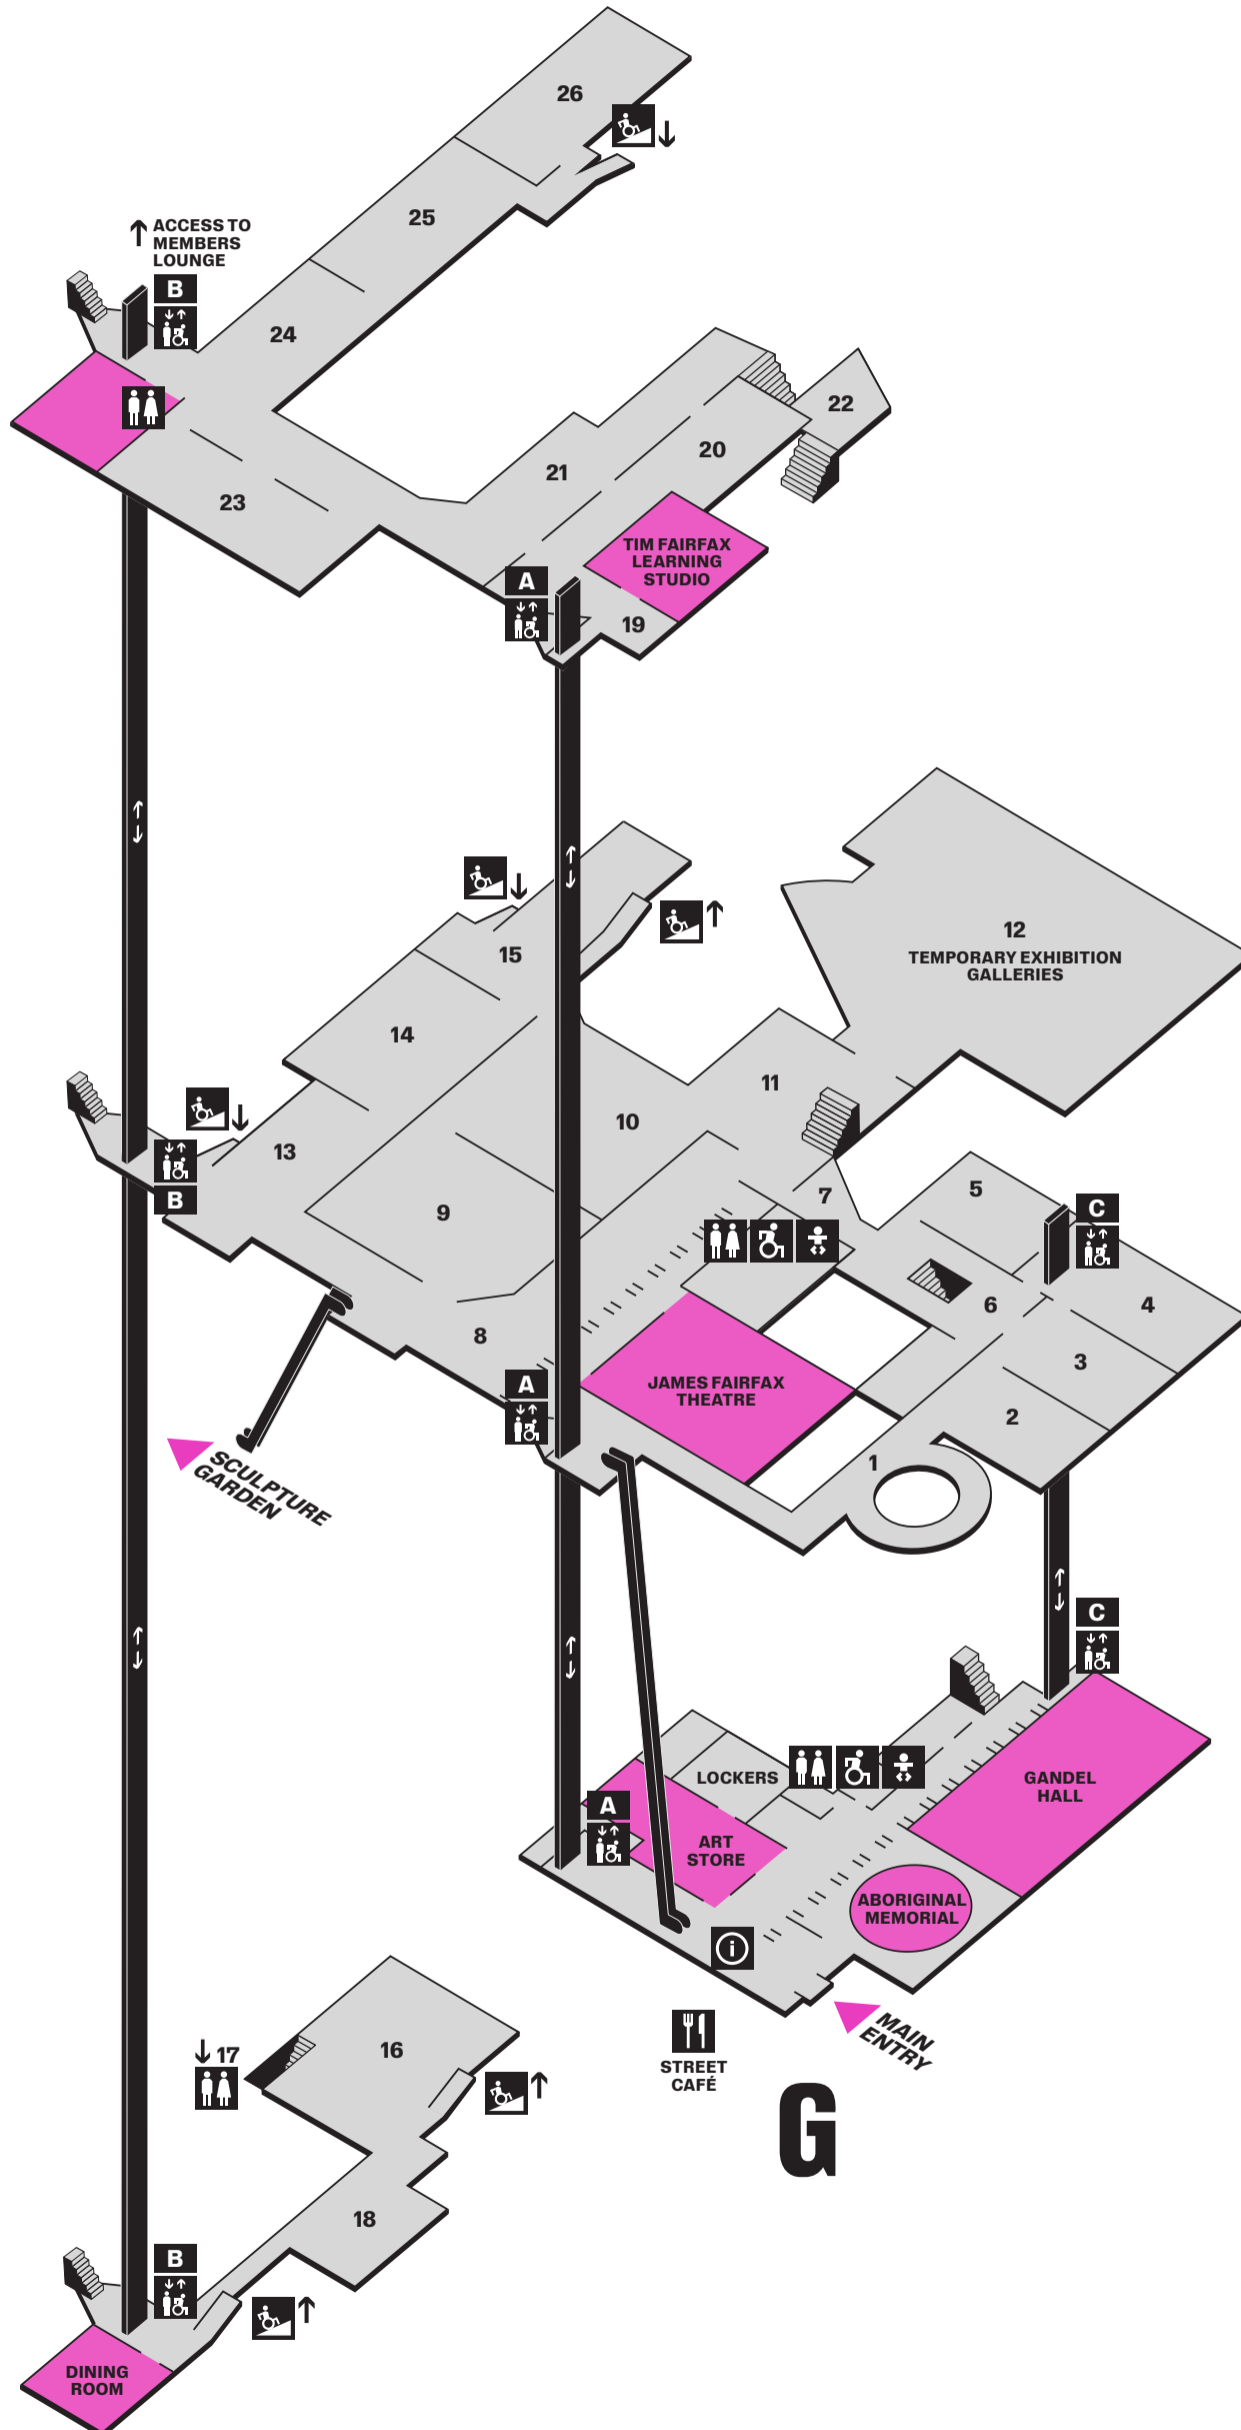 26
25
ACCESS TO
MEMBERS
LOUNGE
B
24
22
20
21
23
TIM FAIRFAX
LEARNING
STUDIO
A
19
12
TEMPORARY EXHIBITION
GALLERIES
15
14
11
10
13
B
9
7
5
C
6
4
8
3
A
JAMES FAIRFAX
THEATRE
2
1
SCULPTURE
GARDEN
C
LOCKERS
GANDEL
HALL
A
ART
STORE
ABORIGINAL
MEMORIAL
i
MAIN
ENTRY
STREET
CAFÉ
G
17
16
18
B
DINING
ROOM